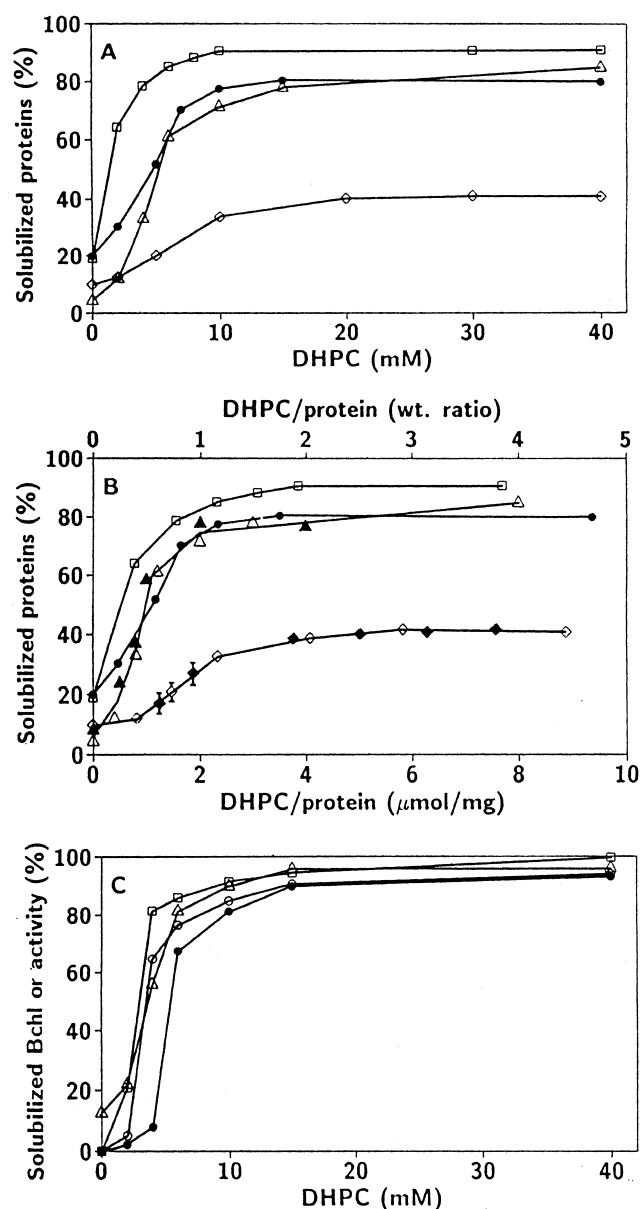 A
Solubilized proteins (%)
100
80
60
40
20
0
0 10 20 30 40
DHPC (mM)
DHPC/protein (wt. ratio)
0 1 2 3 4 5
B
Solubilized proteins (%)
100
80
60
40
20
0
0 2 4 6 8 10
DHPC/protein (μmol/mg)
C
Solubilized Bchl or activity (%)
100
80
60
40
20
0
0 10 20 30 40
DHPC (mM)